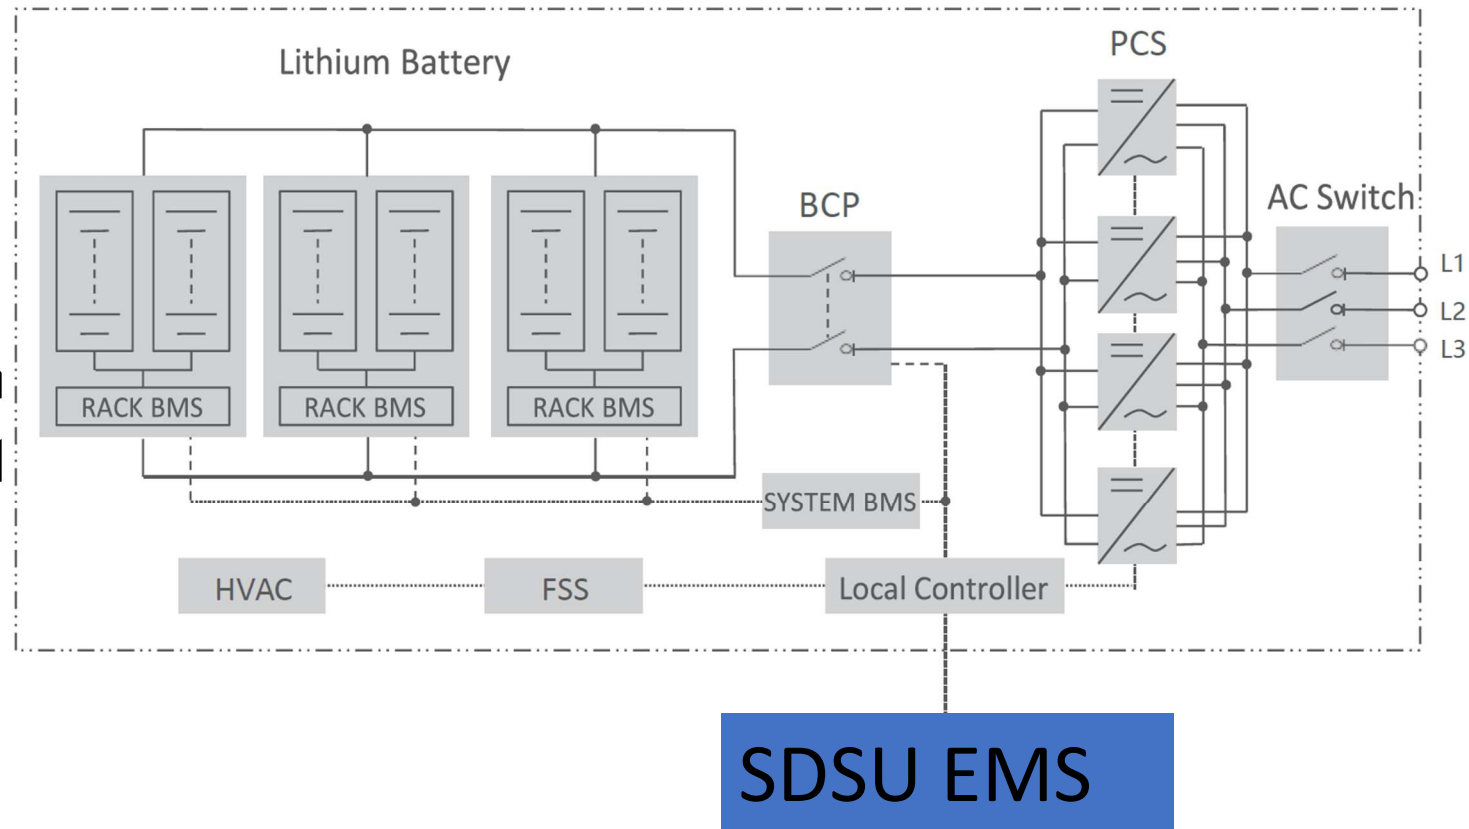 Lithium Battery
PCS
BCP
AC Switch
L1
L2
L3
RACK BMS
RACK BMS
RACK BMS
SYSTEM BMS
HVAC
FSS
Local Controller
SDSU EMS